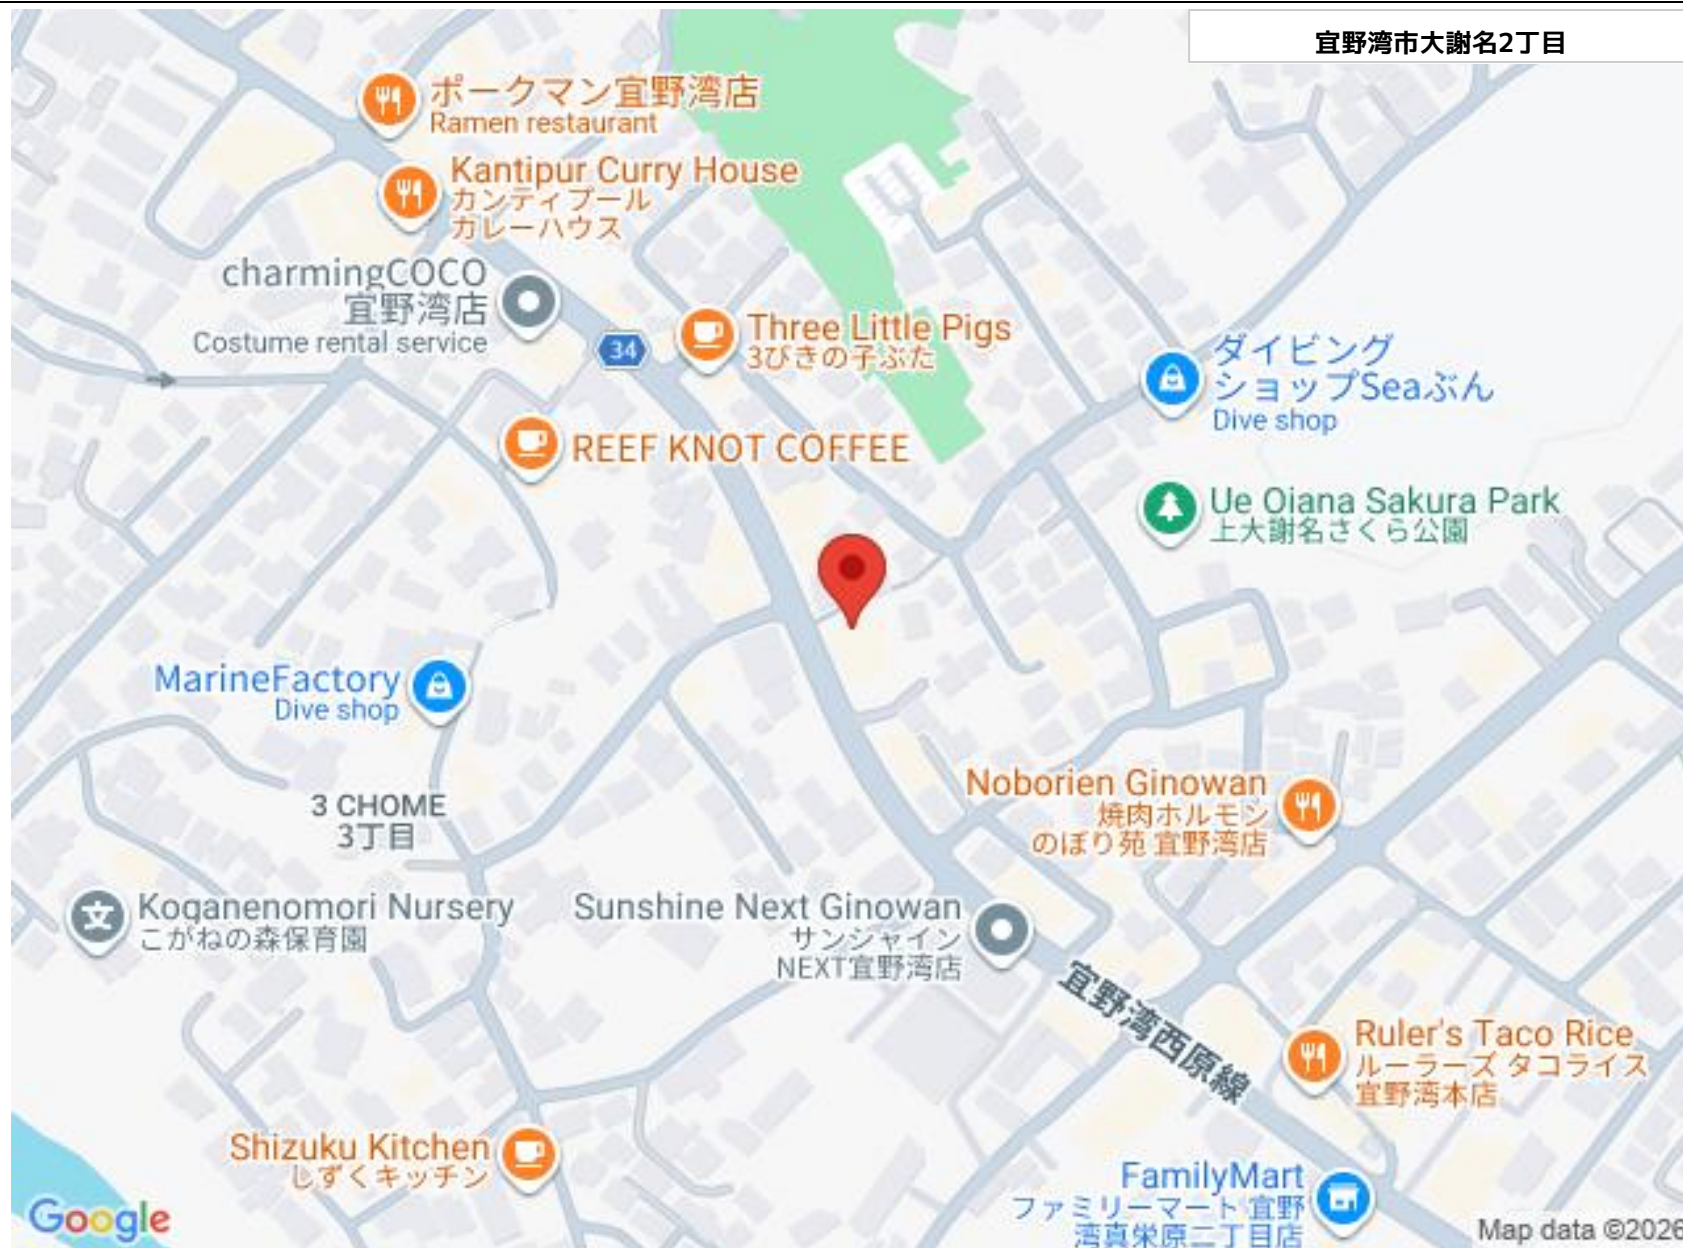 宜野湾市大謝名2丁目
ポークマン宜野湾店
Ramen restaurant
Kantipur Curry House
カンティプール
カレーハウス
charmingCOCO
宜野湾店
Costume rental service
34
Three Little Pigs
3びきの子ぶた
ダイビング
ショップSeaぶん
Dive shop
REEF KNOT COFFEE
Ue Ojana Sakura Park
上大謝名さくら公園
MarineFactory
Dive shop
3 CHOME
3丁目
Noborien Ginowan
焼肉ホルモン
のぼり苑 宜野湾店
Koganenomori Nursery
こがねの森保育園
Sunshine Next Ginowan
サンシャイン
NEXT宜野湾店
宜野湾西原線
Ruler's Taco Rice
ルーラーズ タコライス
宜野湾本店
Shizuku Kitchen
しずくキッチン
FamilyMart
ファミリーマート 宜野
湾真栄原二丁目店
Google
Map data ©2026